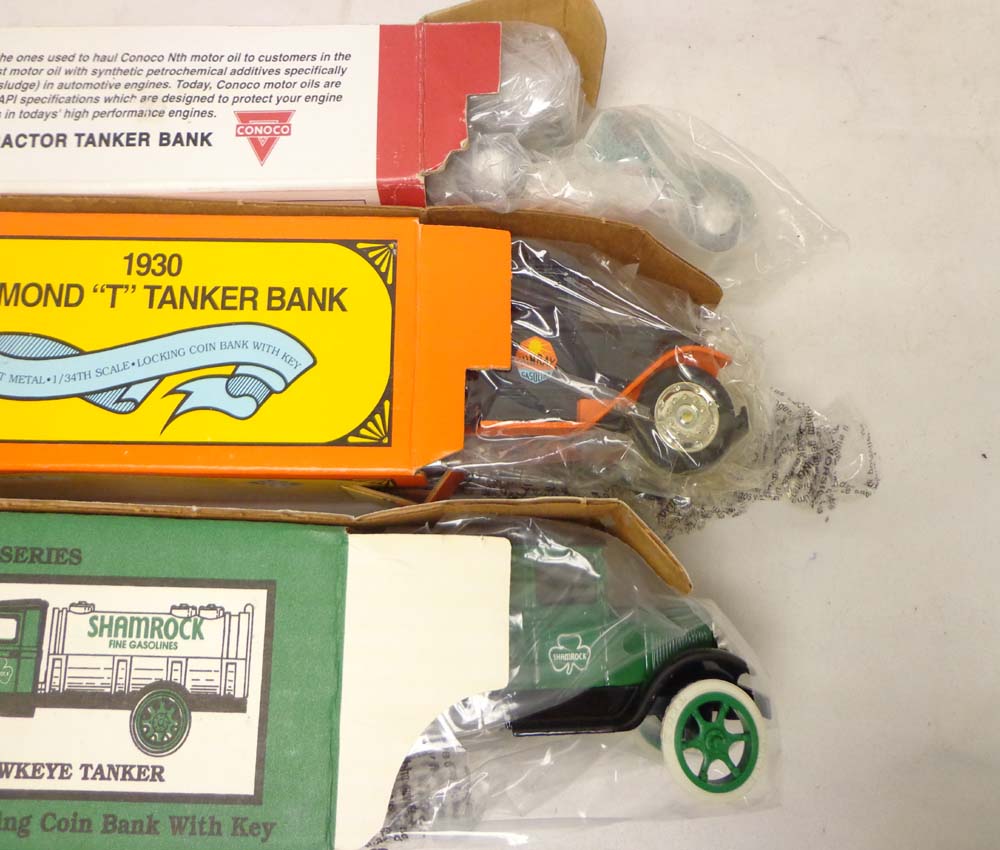 he ones used to haul Conoco Nth motor oil to customers in the
st motor oil with synthetic petrochemical additives specifically
sludge) in automotive engines. Today, Conoco motor oils are
API specifications which are designed to protect your engine
s in todays' high performance engines.
ACTOR TANKER BANK
CONOCO
1930
MOND "T" TANKER BANK
T METAL • 1/34TH SCALE • LOCKING COIN BANK WITH KEY
GASOLINE
SERIES
SHAMROCK
FINE GASOLINES
SHAMROCK
WKEYE TANKER
ing Coin Bank With Key